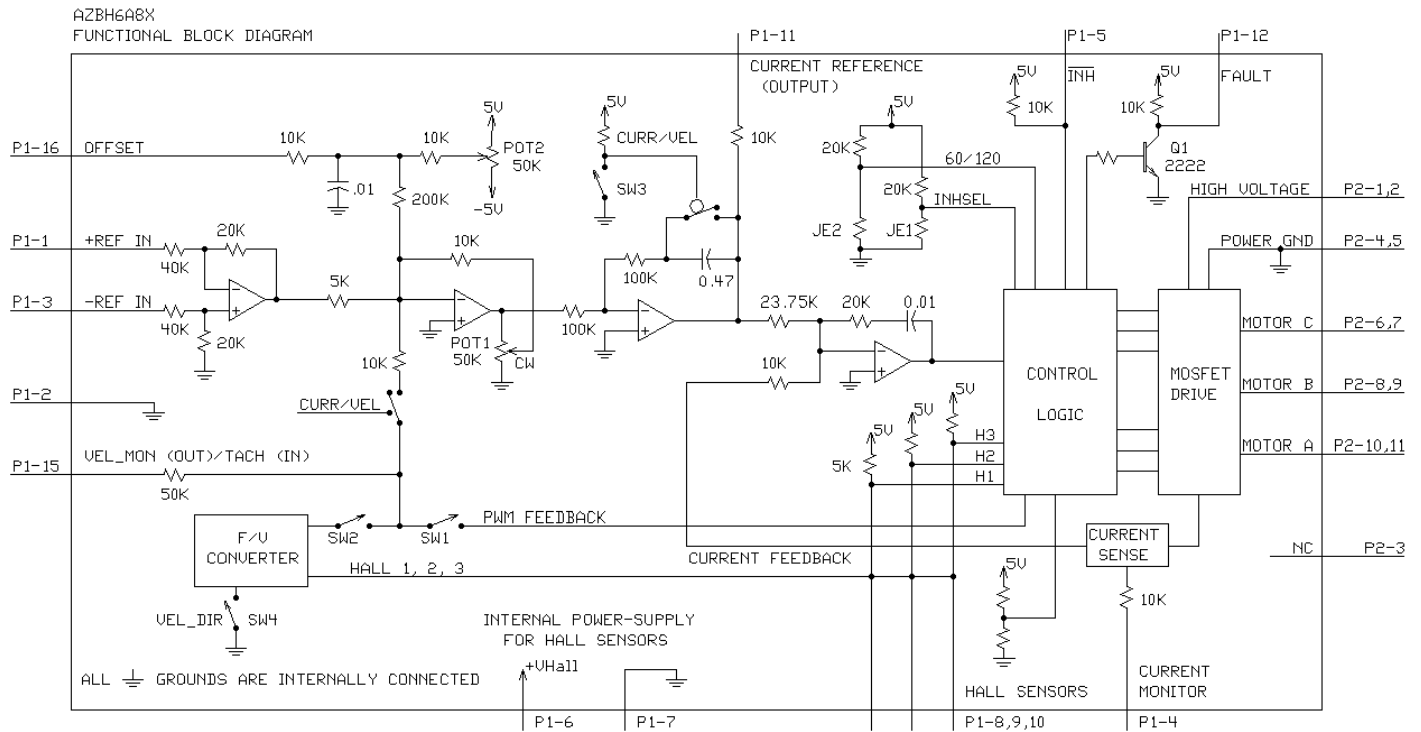 AZBH6A8X
FUNCTIONAL BLOCK DIAGRAM
P1-11
P1-5
P1-12
CURRENT REFERENCE
(OUTPUT)
5V
INH
10K
5V
10K
FAULT
P1-16
OFFSET
10K
10K
5V
POT2
50K
-5V
.01
200K
5V
CURR/VEL
SW3
10K
5V
20K
60/120
20K
INHSEL
JE2
JE1
Q1
2222
HIGH VOLTAGE
P2-1,2
P1-1
+REF IN
40K
20K
10K
100K
0.47
POWER GND
P2-4,5
P1-3
-REF IN
40K
20K
5K
POT1
50K
CW
100K
23.75K
20K
0.01
10K
MOTOR C
P2-6,7
10K
CONTROL
LOGIC
MOSFET
DRIVE
MOTOR B
P2-8,9
P1-2
CURR/VEL
5V
5V
5V
5K
H3
H2
H1
MOTOR A
P2-10,11
P1-15
VEL_MON (OUT)/TACH (IN)
50K
F/V
CONVERTER
SW2
SW1
PWM FEEDBACK
CURRENT FEEDBACK
CURRENT
SENSE
NC
P2-3
HALL 1, 2, 3
5V
10K
VEL_DIR
SW4
INTERNAL POWER-SUPPLY
FOR HALL SENSORS
+VHall
ALL GROUNDS ARE INTERNALLY CONNECTED
HALL SENSORS
CURRENT
MONITOR
P1-6
P1-7
P1-8,9,10
P1-4